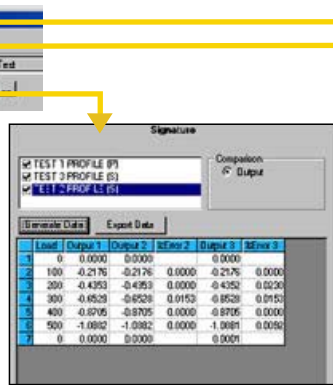 Test
Signature
TEST 1 PROFILE (P)
TEST 3 PROFILE (S)
TEST 2 PROFILE (S)
Comparison
Output
Generate Data Export Data
Load Output 1 Output 2 %Error 2 Output 3 %Error 3
1 0 0.0000 0.0000 0.0000
2 100 -0.2176 -0.2176 0.0000 -0.2176 0.0000
3 200 -0.4353 -0.4353 0.0000 -0.4352 0.0230
4 300 -0.6529 -0.6528 0.0153 -0.6528 0.0153
5 400 -0.8705 -0.8705 0.0000 -0.8705 0.0000
6 500 -1.0882 -1.0882 0.0000 -1.0881 0.0092
7 0 0.0000 0.0000 0.0001